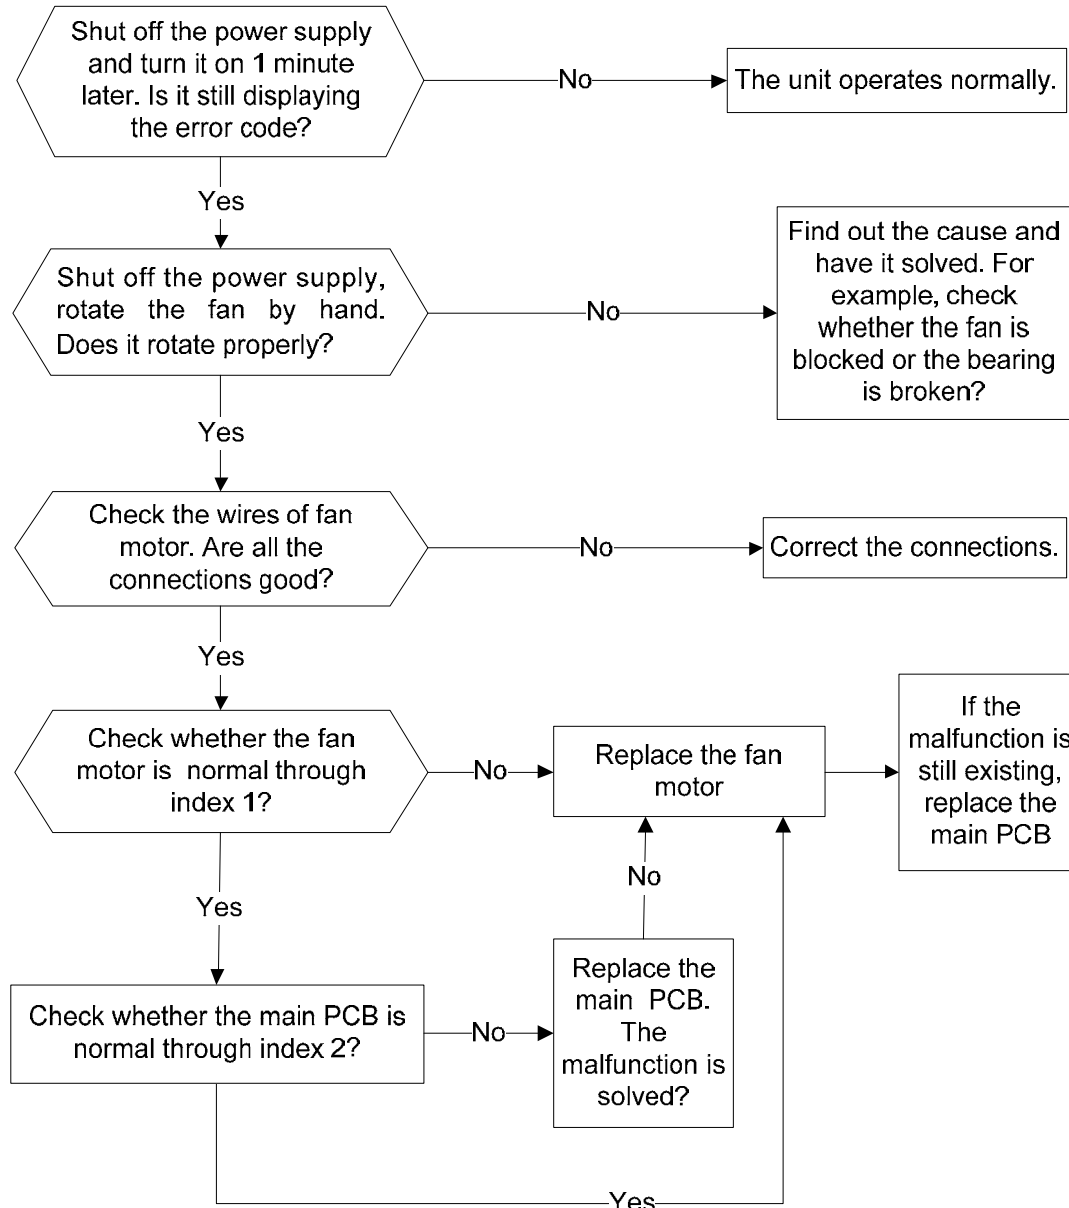 Shut off the power supply
and turn it on 1 minute
later. Is it still displaying
the error code?
No
The unit operates normally.
Yes
Shut off the power supply,
rotate the fan by hand.
Does it rotate properly?
No
Find out the cause and
have it solved. For
example, check
whether the fan is
blocked or the bearing
is broken?
Yes
Check the wires of fan
motor. Are all the
connections good?
No
Correct the connections.
Yes
Check whether the fan
motor is normal through
index 1?
No
Replace the fan
motor
If the
malfunction is
still existing,
replace the
main PCB
Yes
No
Check whether the main PCB is
normal through index 2?
No
Replace the
main PCB.
The
malfunction is
solved?
Yes